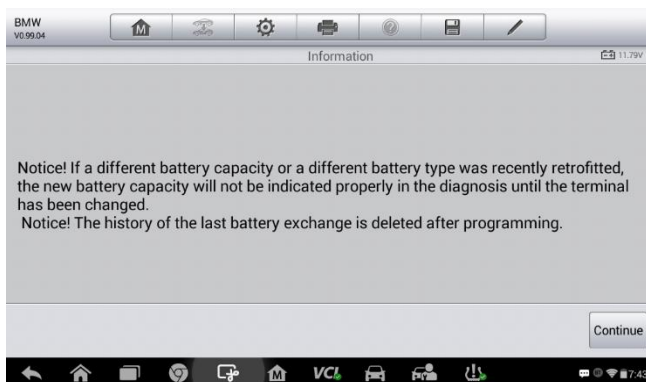 BMW
V0.99.04
M
Information
11.79V
Notice! If a different battery capacity or a different battery type was recently retrofitted,
the new battery capacity will not be indicated properly in the diagnosis until the terminal
has been changed.
Notice! The history of the last battery exchange is deleted after programming.
Continue
M
VCI
7:43